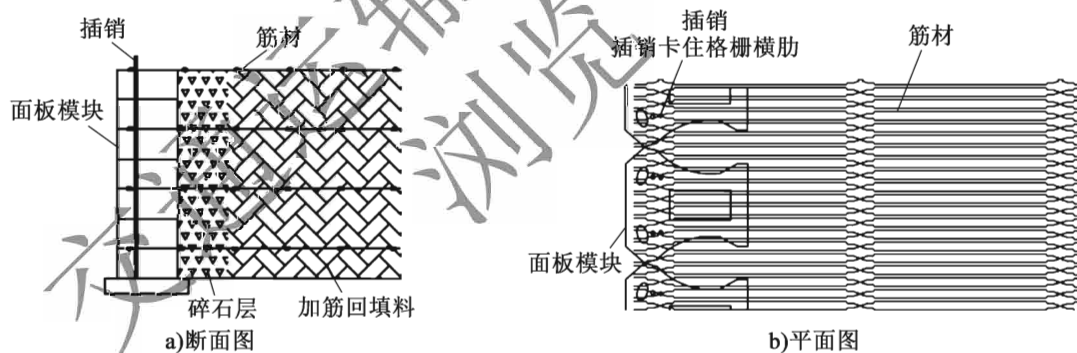 插销
筋材
面板模块
碎石层
加筋回填料
a)断面图
插销
插销卡住格栅横肋
筋材
面板模块
b)平面图
浏览